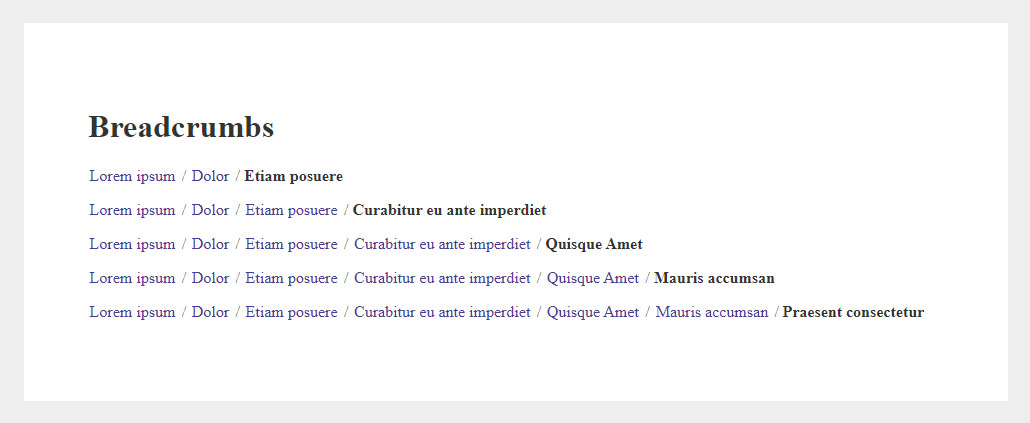 Breadcrumbs
Lorem ipsum / Dolor / Etiam posuere
Lorem ipsum / Dolor / Etiam posuere / Curabitur eu ante imperdiet
Lorem ipsum / Dolor / Etiam posuere / Curabitur eu ante imperdiet / Quisque Amet
Lorem ipsum / Dolor / Etiam posuere / Curabitur eu ante imperdiet / Quisque Amet / Mauris accumsan
Lorem ipsum / Dolor / Etiam posuere / Curabitur eu ante imperdiet / Quisque Amet / Mauris accumsan / Praesent consectetur